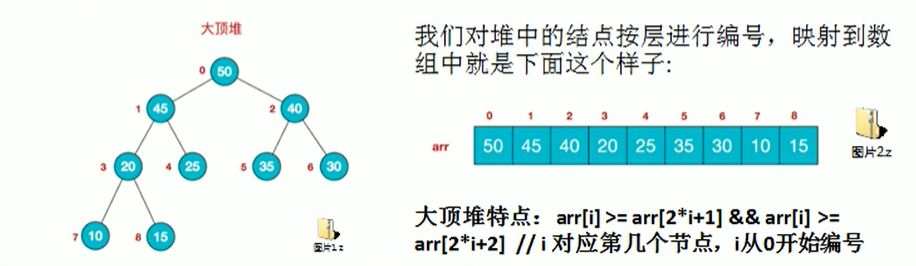 大顶堆
0 50
1 45
2 40
3 20
4 25
5 35
6 30
7 10
8 15
图片1.z
我们对堆中的结点按层进行编号，映射到数
组中就是下面这个样子:
0 1 2 3 4 5 6 7 8
arr 50 45 40 20 25 35 30 10 15
图片2.z
大顶堆特点：arr[i] >= arr[2*i+1] && arr[i] >=
arr[2*i+2] // i 对应第几个节点，i从0开始编号